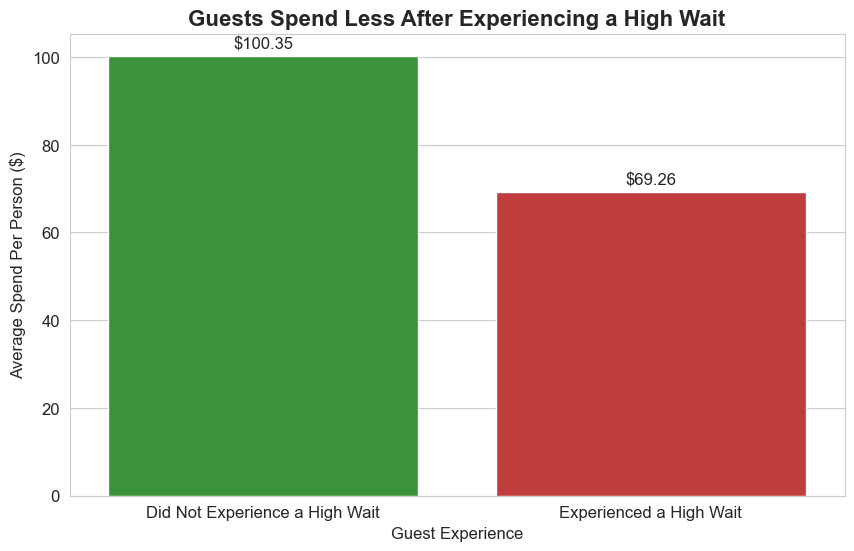 Guests Spend Less After Experiencing a High Wait
$100.35
$69.26
Average Spend Per Person ($)
100
80
60
40
20
0
Did Not Experience a High Wait
Experienced a High Wait
Guest Experience